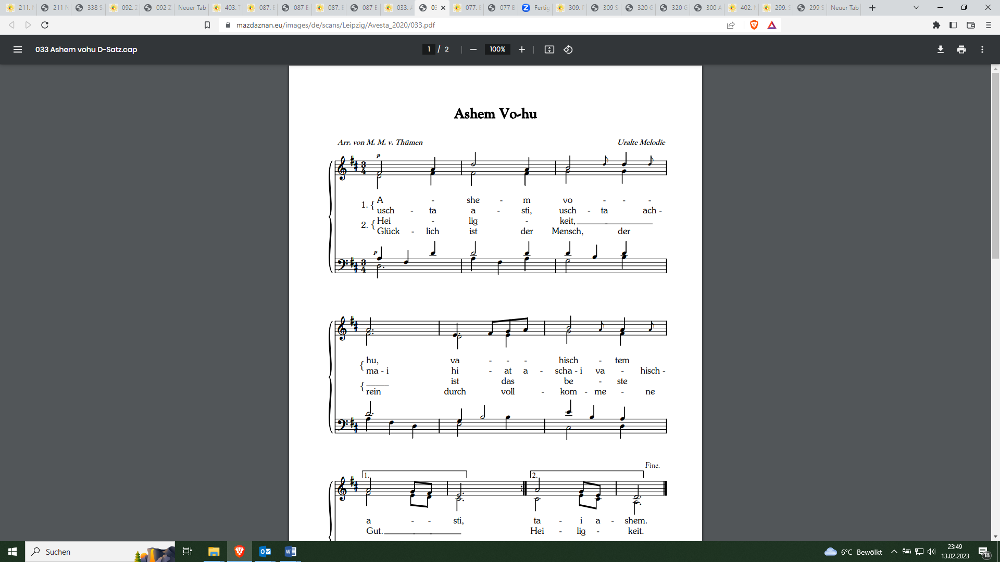 211. 211 N 338 S 092. 092 Z Neuer Tab 403. 087. 087 B 087. 087 B 033. 03 077. 077 B Fertig 309. 309 S 320 G 320 G 300 A 402. 299. 299 S Neuer Tab
mazdaznan.eu/images/de/scans/Leipzig/Avesta_2020/033.pdf
033 Ashem vohu D-Satz.cap
1 / 2
100%
Ashem Vo-hu
Arr. von M. M. v. Thümen
Uralte Melodie
p
3 4
1. { A - she - m vo - - -
usch - ta a - sti, usch - ta ach -
2. { Hei - lig - keit,
Glück - lich ist der Mensch, der
p
3 4
{ hu, va - - - hisch - tem
ma - i hi - at a - scha - i va - hisch -
{ ist das be - ste
rein durch voll - kom - me - ne
Fine.
1. 2.
a - - sti, ta - i a - shem.
Gut. Hei - lig - keit.
Suchen
6°C Bewölkt
23:49
13.02.2023
18